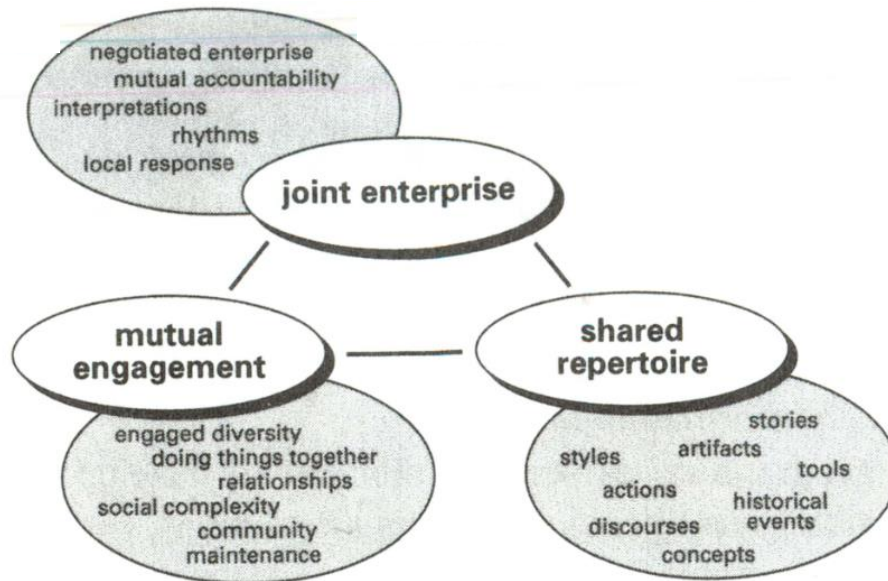 negotiated enterprise
mutual accountability
interpretations
rhythms
local response
joint enterprise
mutual
engagement
engaged diversity
doing things together
relationships
social complexity
community
maintenance
shared
repertoire
stories
styles
artifacts
tools
actions
historical
events
discourses
concepts